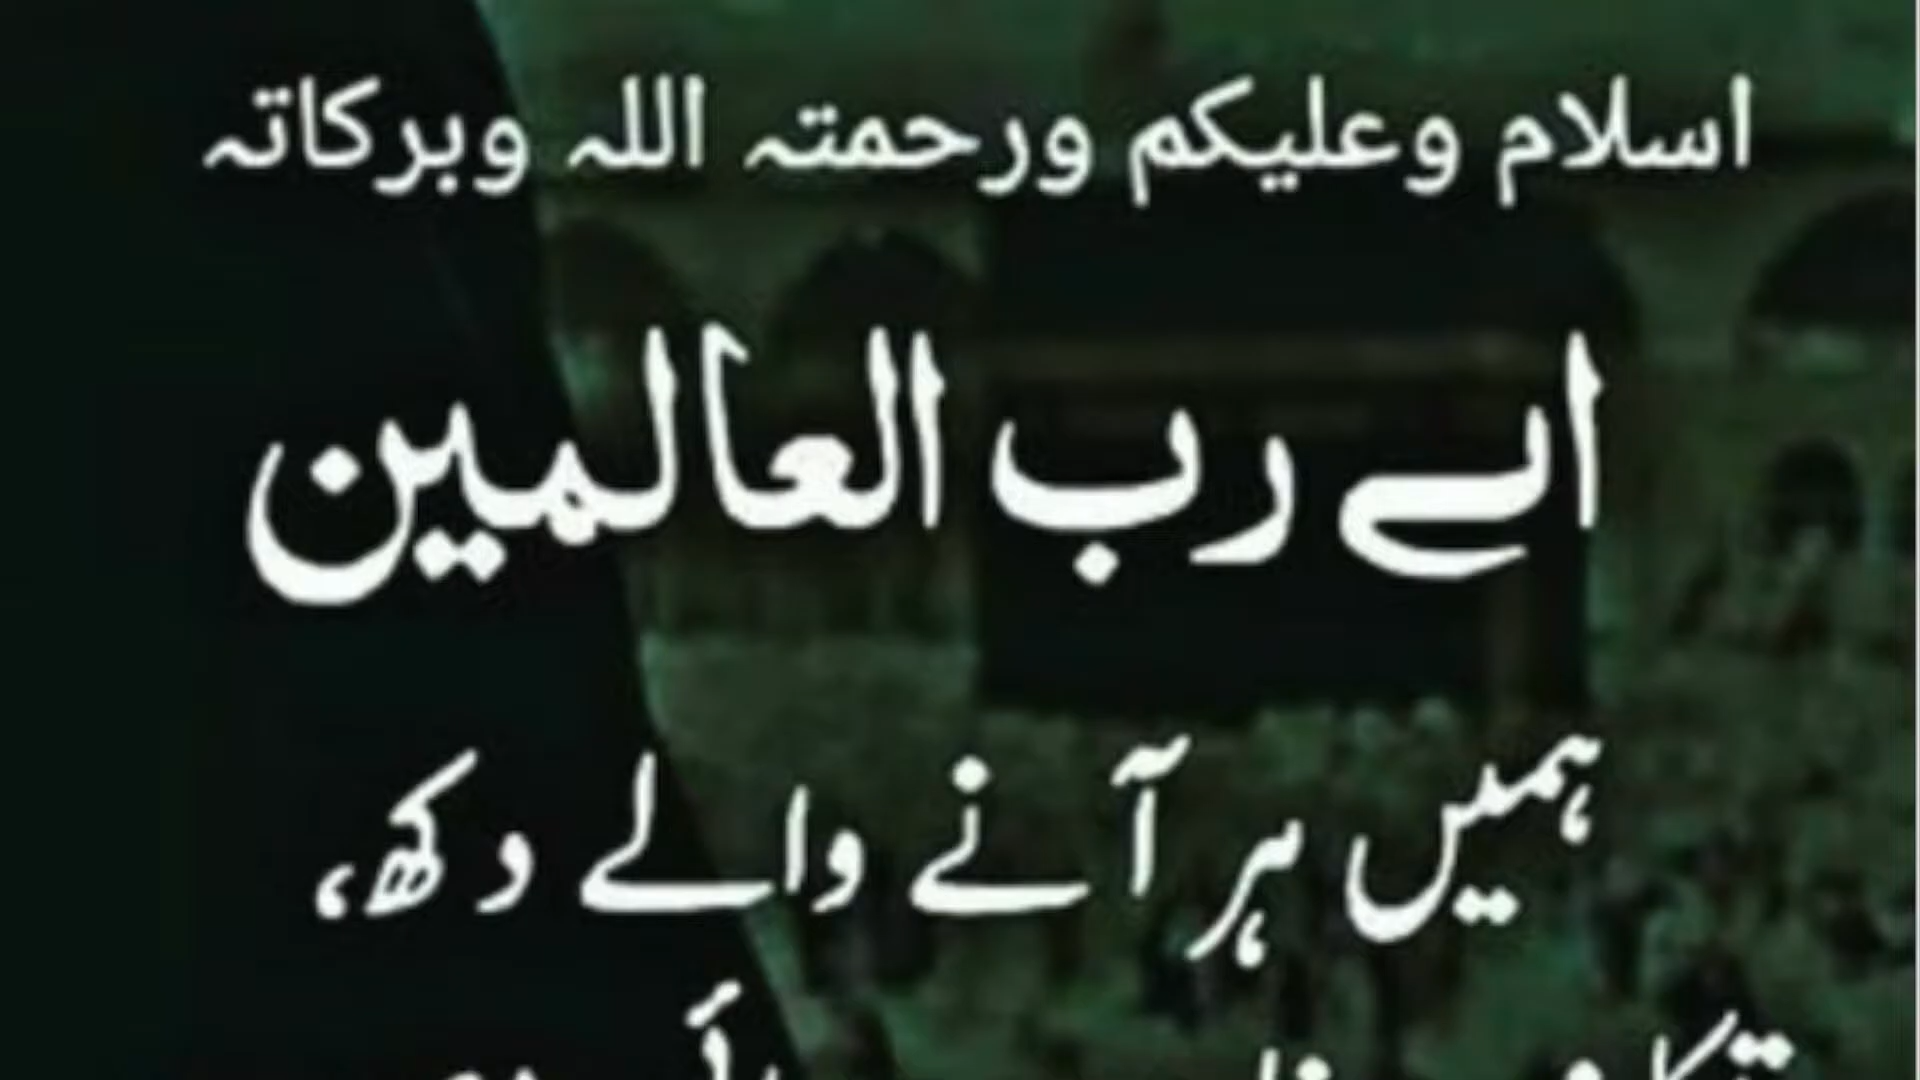 اسلام وعلیکم ورحمتہ اللہ وبرکاتہ
اے رب العالمین
ہمیں ہر آنے والے دکھ،